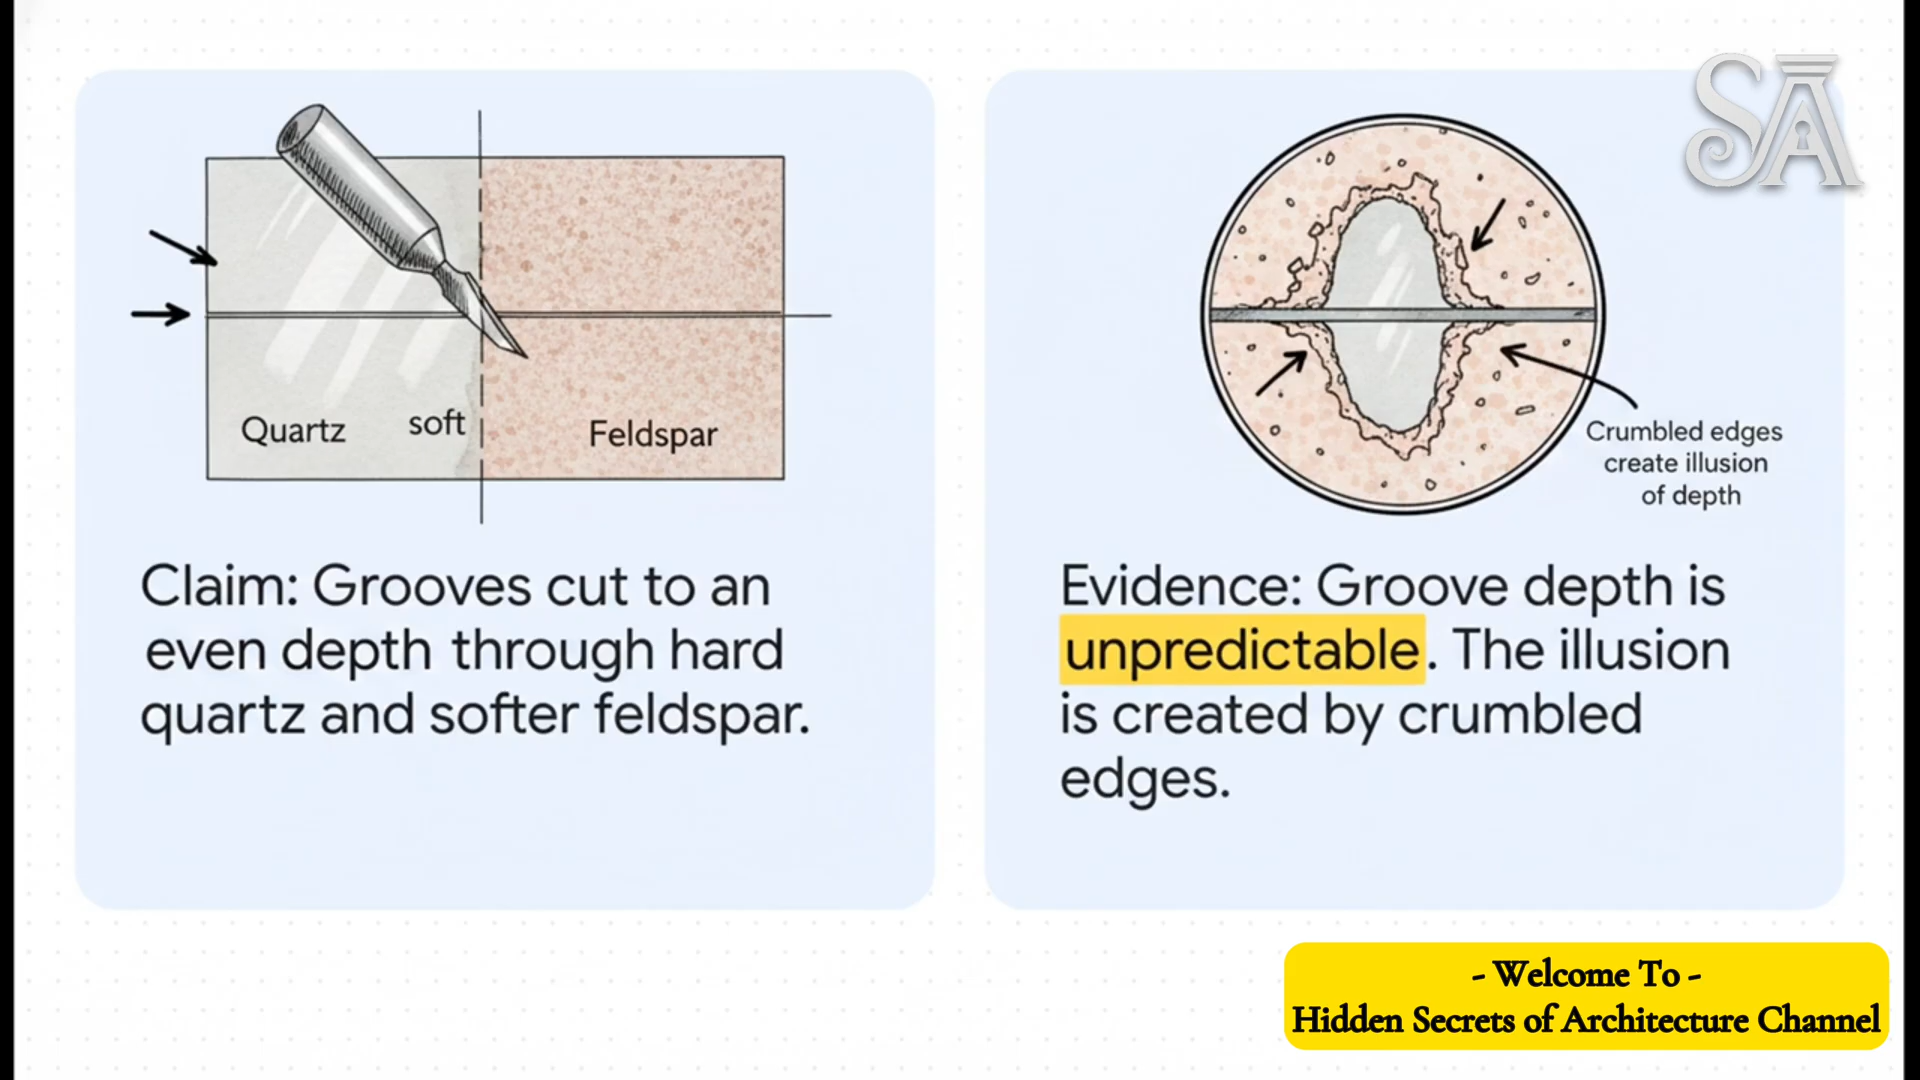 SA
Quartz
soft
Feldspar
Crumbled edges
create illusion
of depth
Claim: Grooves cut to an
even depth through hard
quartz and softer feldspar.
Evidence: Groove depth is
unpredictable. The illusion
is created by crumbled
edges.
- Welcome To -
Hidden Secrets of Architecture Channel